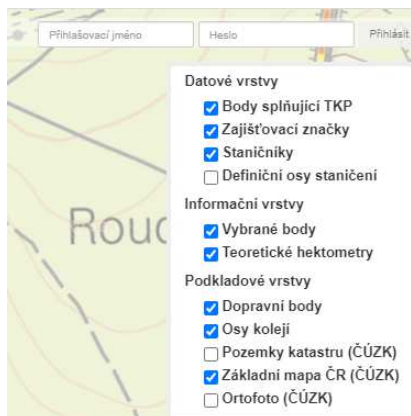 Přihlašovací jméno Heslo Přihlásit
Datové vrstvy
Body splňující TKP
Zajišťovací značky
Staničníky
Definiční osy staničení
Informační vrstvy
Vybrané body
Teoretické hektometry
Podkladové vrstvy
Dopravní body
Osy kolejí
Pozemky katastru (ČÚZK)
Základní mapa ČR (ČÚZK)
Ortofoto (ČÚZK)